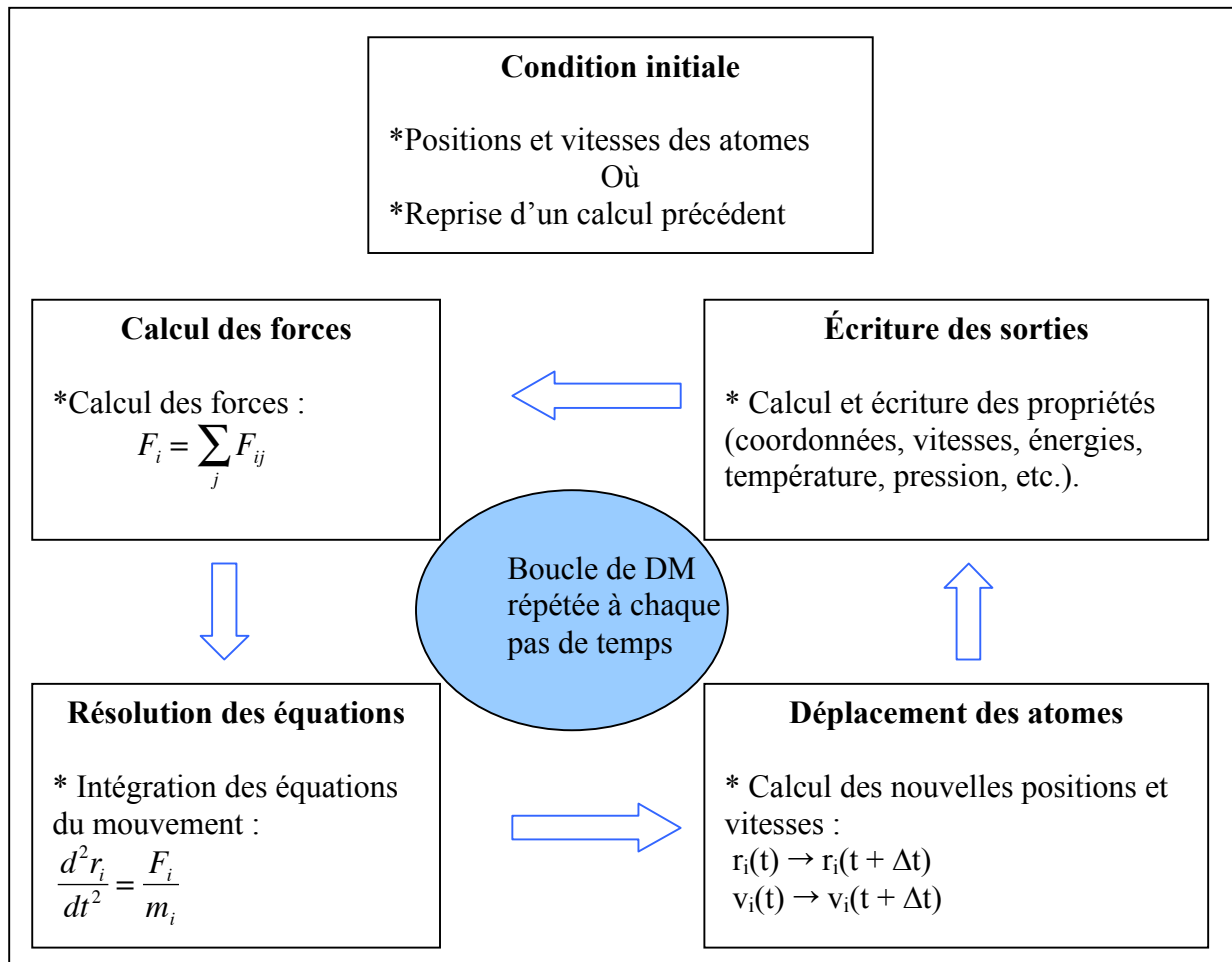 Condition initiale
*Positions et vitesses des atomes
Où
*Reprise d'un calcul précédent
Calcul des forces
*Calcul des forces :
F_i = ∑_j F_ij
Écriture des sorties
* Calcul et écriture des propriétés
(coordonnées, vitesses, énergies,
température, pression, etc.).
Boucle de DM
répétée à chaque
pas de temps
Résolution des équations
* Intégration des équations
du mouvement :
d²r_i/dt² = F_i/m_i
Déplacement des atomes
* Calcul des nouvelles positions et
vitesses :
r_i(t) → r_i(t + Δt)
v_i(t) → v_i(t + Δt)